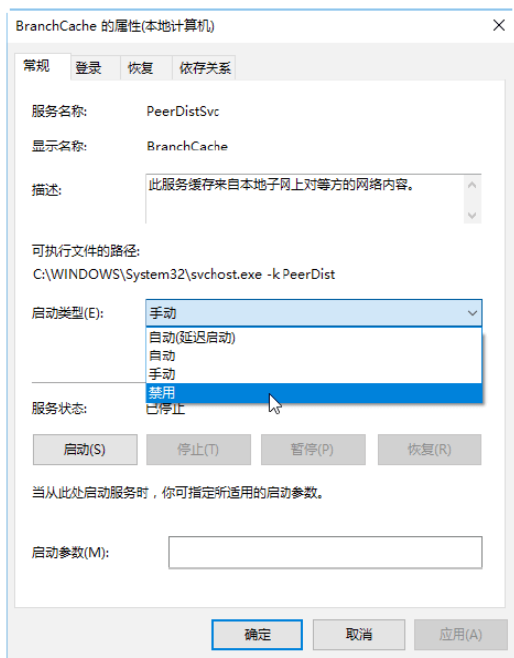 BranchCache 的属性(本地计算机)
常规 登录 恢复 依存关系
服务名称: PeerDistSvc
显示名称: BranchCache
描述: 此服务缓存来自本地子网上对等方的网络内容。
可执行文件的路径:
C:\WINDOWS\System32\svchost.exe -k PeerDist
启动类型(E): 手动
自动(延迟启动)
自动
手动
禁用
服务状态: 已停止
启动(S) 停止(T) 暂停(P) 恢复(R)
当从此处启动服务时，你可指定所适用的启动参数。
启动参数(M):
确定 取消 应用(A)